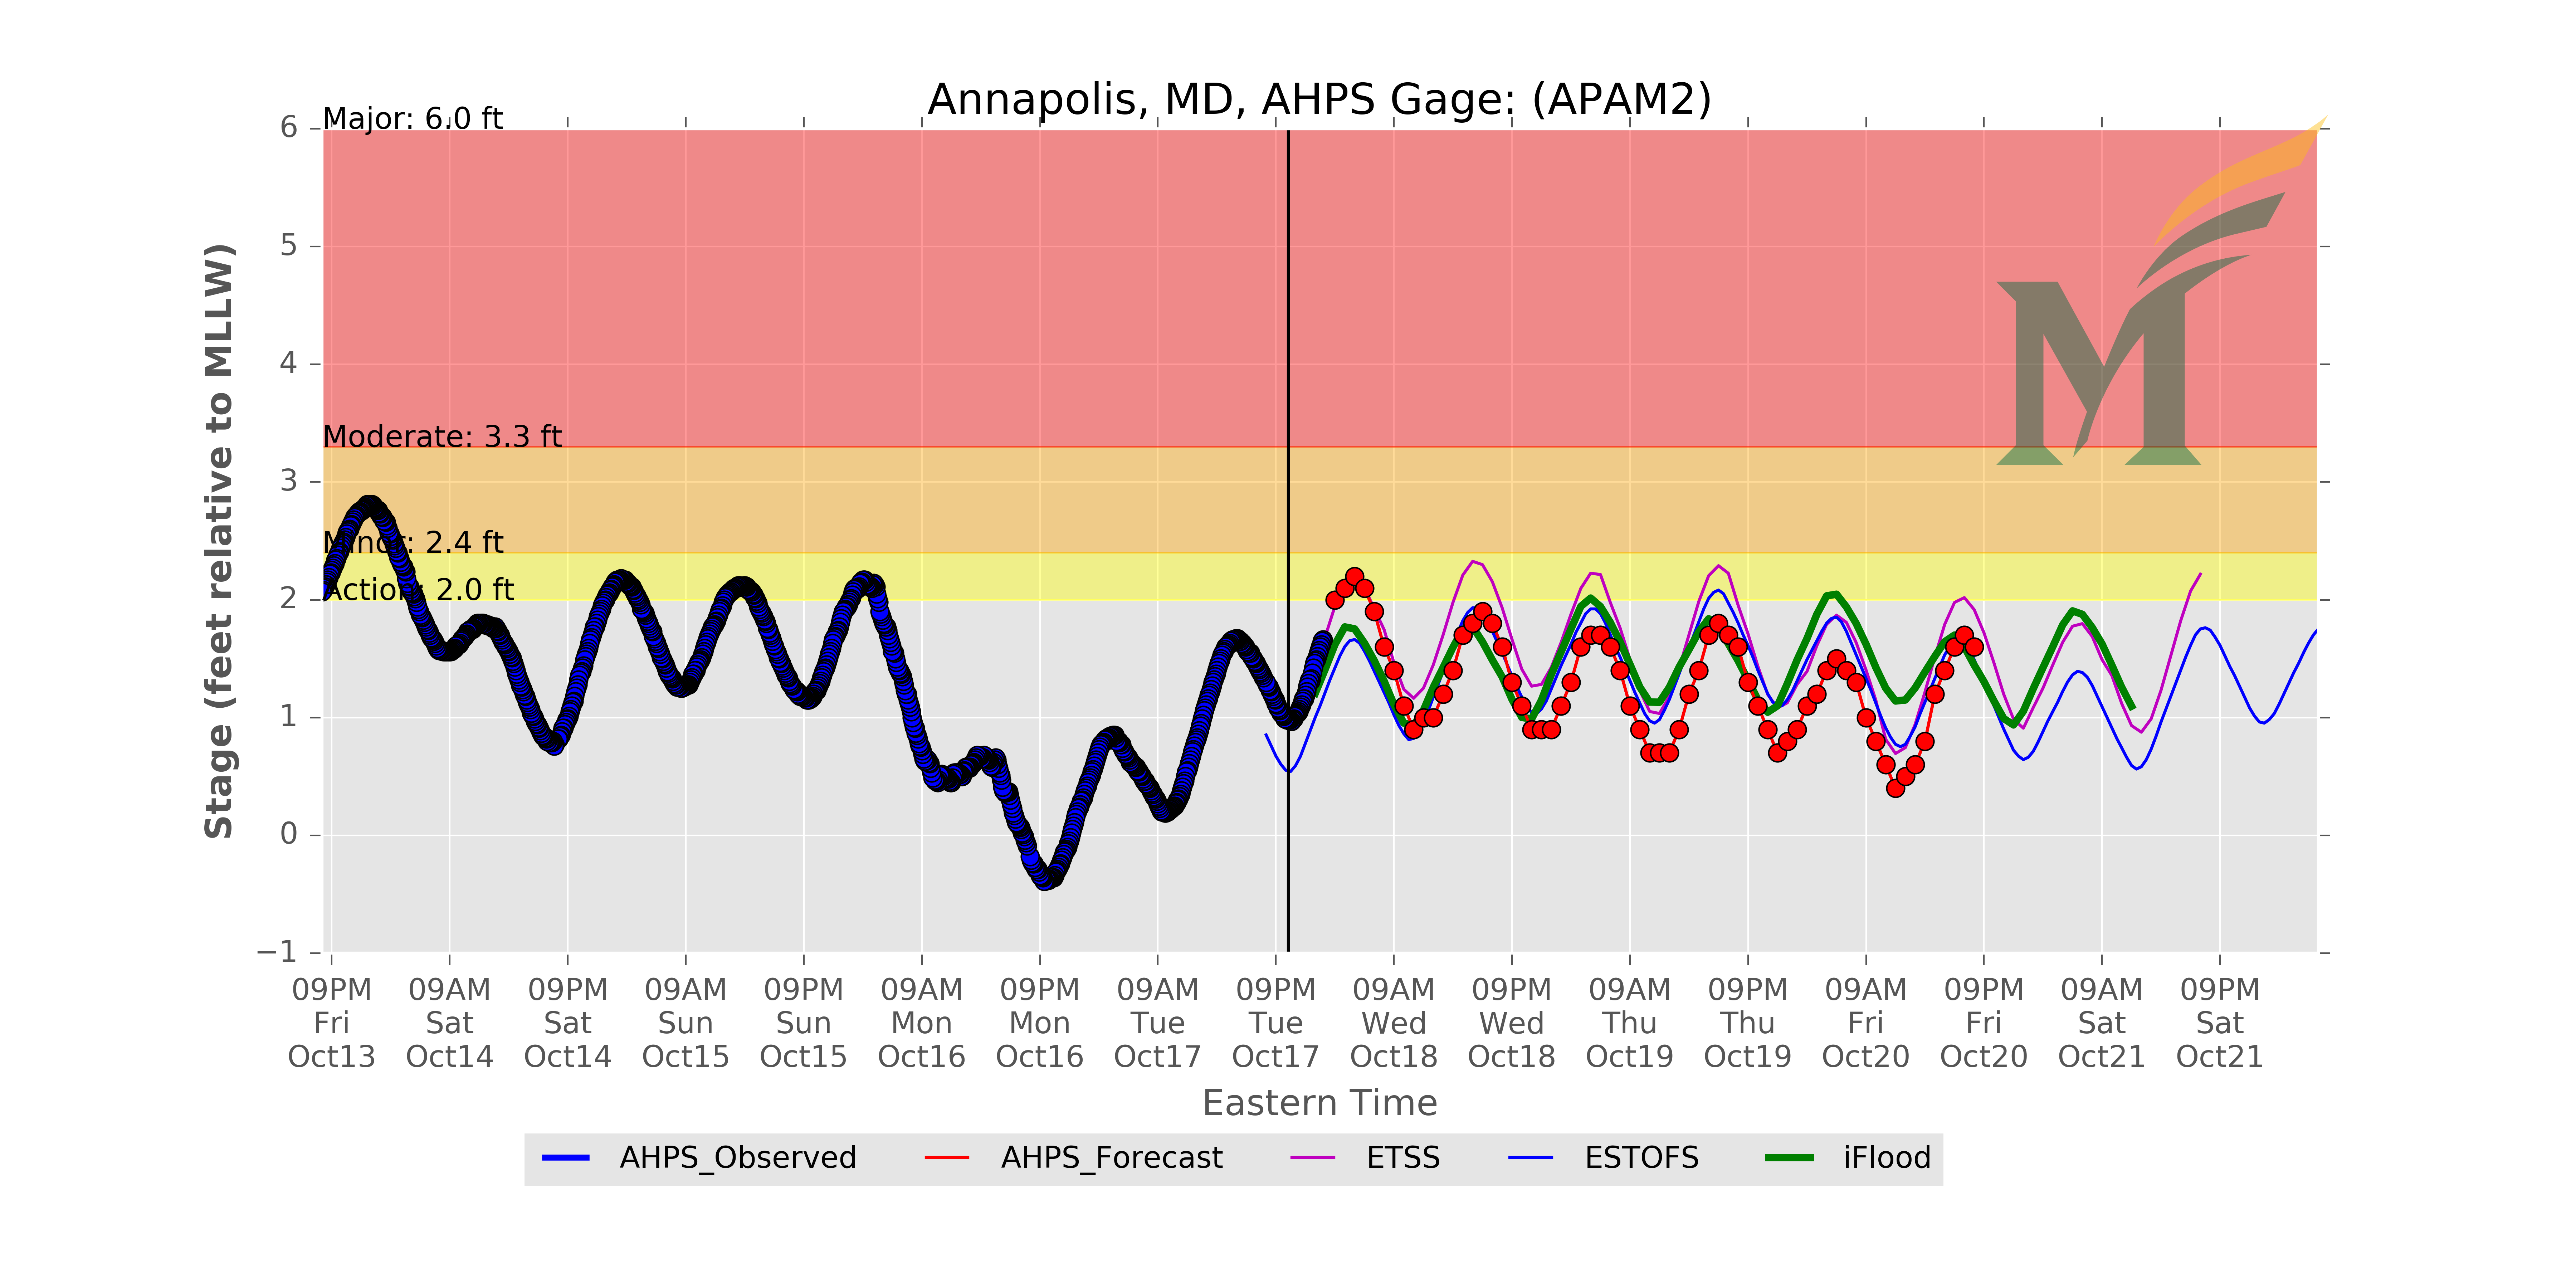 Annapolis, MD, AHPS Gage: (APAM2)
Major: 6.0 ft
Moderate: 3.3 ft
Minor: 2.4 ft
Action: 2.0 ft
Stage (feet relative to MLLW)
6
5
4
3
2
1
0
−1
09PM 09AM 09PM 09AM 09PM 09AM 09PM 09AM 09PM 09AM 09PM 09AM 09PM 09AM 09PM 09AM 09PM
Fri Sat Sat Sun Sun Mon Mon Tue Tue Wed Wed Thu Thu Fri Fri Sat Sat
Oct13 Oct14 Oct14 Oct15 Oct15 Oct16 Oct16 Oct17 Oct17 Oct18 Oct18 Oct19 Oct19 Oct20 Oct20 Oct21 Oct21
Eastern Time
AHPS_Observed AHPS_Forecast ETSS ESTOFS iFlood
M